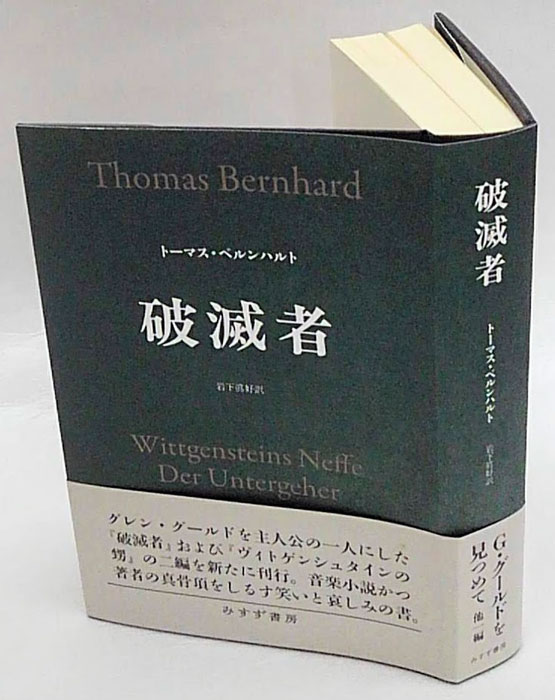 Thomas Bernhard
トーマス・ベルンハルト
破滅者
岩下眞好訳
Wittgensteins Neffe
Der Untergeher
グレン・グールドを主人公の一人にした
『破滅者』および『ヴィトゲンシュタインの
甥』の二編を新たに刊行。音楽小説かつ
著者の真骨頂をしるす笑いと哀しみの書。
みすず書房
破滅者
トーマス・ベルンハルト
岩下眞好訳
G・グールドを
見つめて 他一編
みすず書房